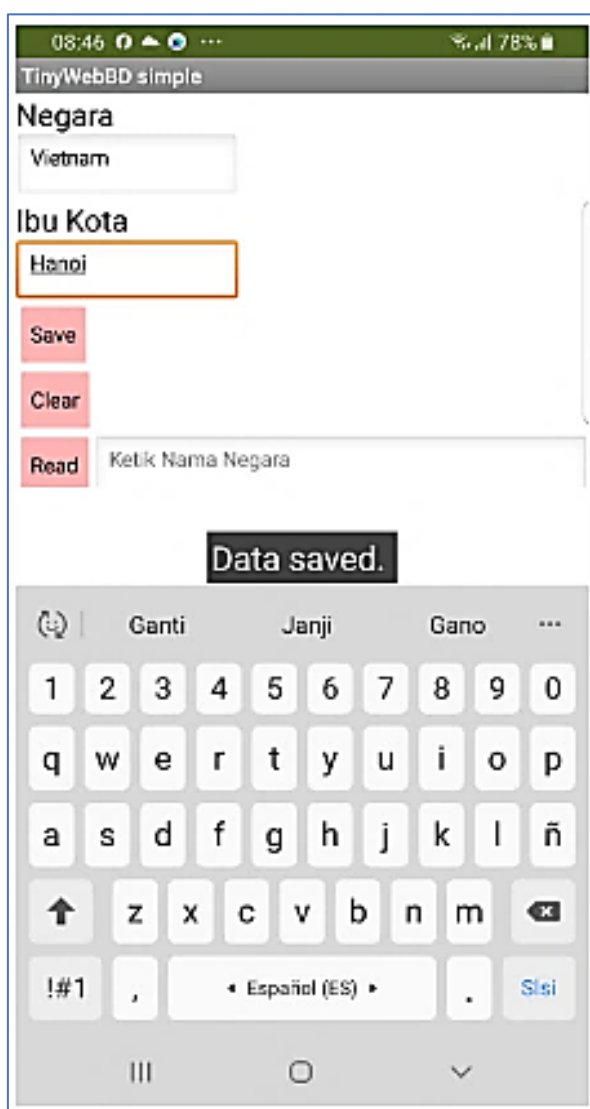 08:46 ··· 78%
TinyWebBD simple
Negara
Vietnam
Ibu Kota
Hanoi
Save
Clear
Read Ketik Nama Negara
Data saved.
Ganti Janji Gano ···
1 2 3 4 5 6 7 8 9 0
q w e r t y u i o p
a s d f g h j k l ñ
z x c v b n m
!#1 , Español (ES) . SIsi